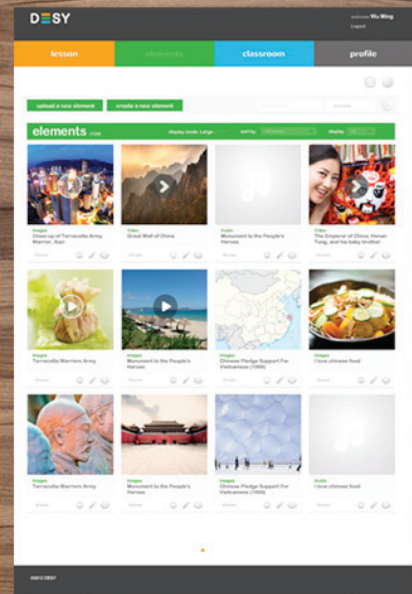 DESY
welcome Wu Ming
Logout
lesson
elements
classroom
profile
upload a new element
create a new element
elements
display mode: Large
sort by
display
Images
Close-up of Terracotta Army
Warrior, Xian
Video
Great Wall of China
Audio
Monument to the People's
Heroes
Video
The Emperor of China, Henan
Tang, and his baby brother
Images
Terracotta Warriors Army
Images
Monument to the People's
Heroes
Images
Chinese Pledge Support For
Vietnamese (1966)
Images
I love chinese food
Images
Terracotta Warriors Army
Images
Monument to the People's
Heroes
Images
Chinese Pledge Support For
Vietnamese (1966)
Audio
I love chinese food